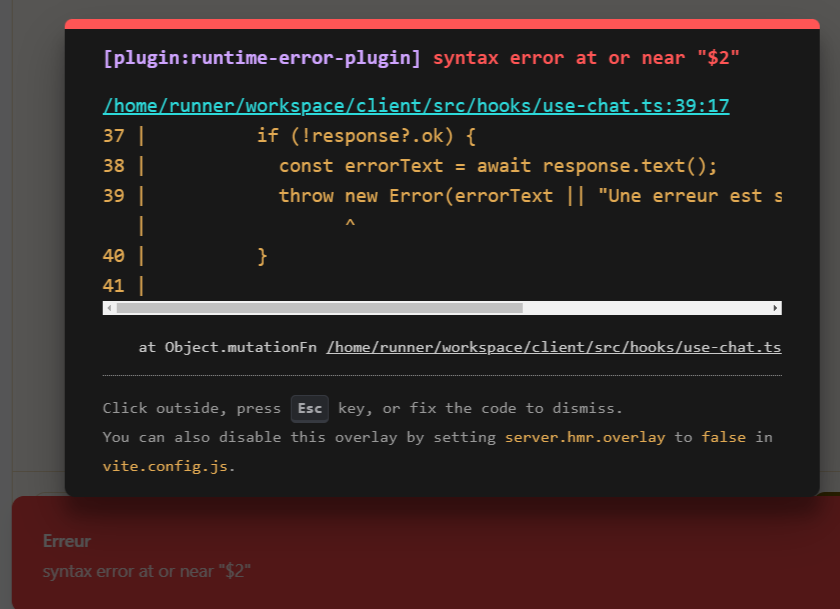 [plugin:runtime-error-plugin] syntax error at or near "$2"
/home/runner/workspace/client/src/hooks/use-chat.ts:39:17
37 |          if (!response?.ok) {
38 |            const errorText = await response.text();
39 |            throw new Error(errorText || "Une erreur est s
   |                  ^
40 |          }
41 |
at Object.mutationFn /home/runner/workspace/client/src/hooks/use-chat.ts
Click outside, press Esc key, or fix the code to dismiss.
You can also disable this overlay by setting server.hmr.overlay to false in
vite.config.js.
Erreur
syntax error at or near "$2"